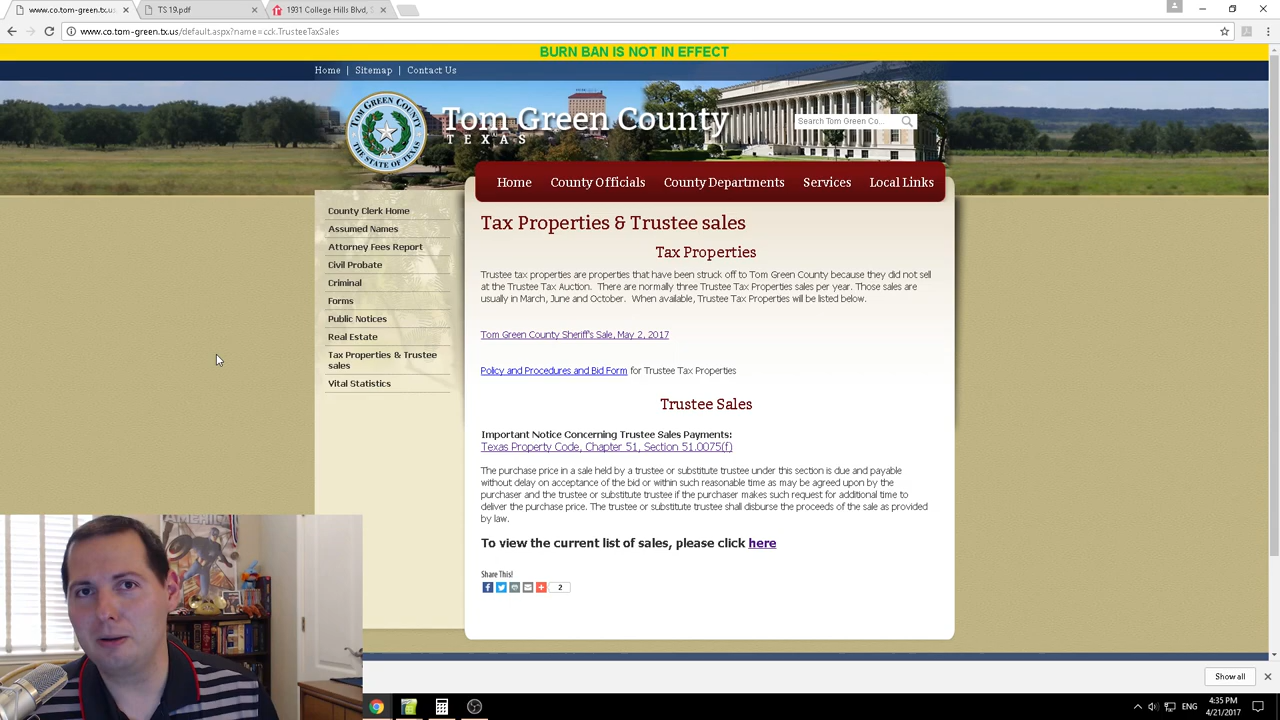 www.co.tom-green.tx.us
TS 19.pdf
1931 College Hills Blvd, S
www.co.tom-green.tx.us/default.aspx?name=cck.TrusteeTaxSales
BURN BAN IS NOT IN EFFECT
Home | Sitemap | Contact Us
TOM GREEN COUNTY
THE STATE OF TEXAS
Tom Green County
TEXAS
Search Tom Green Co...
Home County Officials County Departments Services Local Links
County Clerk Home
Assumed Names
Attorney Fees Report
Civil Probate
Criminal
Forms
Public Notices
Real Estate
Tax Properties & Trustee
sales
Vital Statistics
Tax Properties & Trustee sales
Tax Properties
Trustee tax properties are properties that have been struck off to Tom Green County because they did not sell
at the Trustee Tax Auction. There are normally three Trustee Tax Properties sales per year. Those sales are
usually in March, June and October. When available, Trustee Tax Properties will be listed below.
Tom Green County Sheriff's Sale, May 2, 2017
Policy and Procedures and Bid Form for Trustee Tax Properties
Trustee Sales
Important Notice Concerning Trustee Sales Payments:
Texas Property Code, Chapter 51, Section 51.0075(f)
The purchase price in a sale held by a trustee or substitute trustee under this section is due and payable
without delay on acceptance of the bid or within such reasonable time as may be agreed upon by the
purchaser and the trustee or substitute trustee if the purchaser makes such request for additional time to
deliver the purchase price. The trustee or substitute trustee shall disburse the proceeds of the sale as provided
by law.
To view the current list of sales, please click here
Share This!
2
Show all
ENG
4:35 PM
4/21/2017